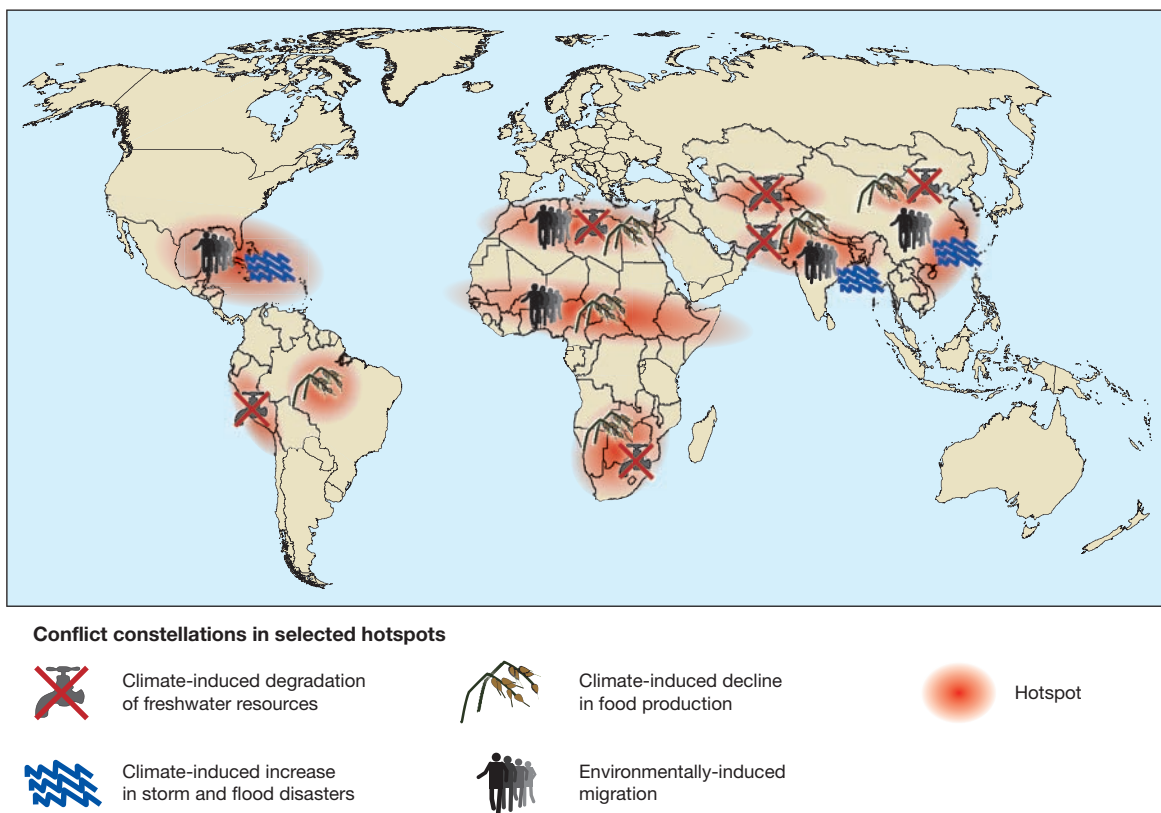 Conflict constellations in selected hotspots
Climate-induced degradation
of freshwater resources
Climate-induced decline
in food production
Hotspot
Climate-induced increase
in storm and flood disasters
Environmentally-induced
migration